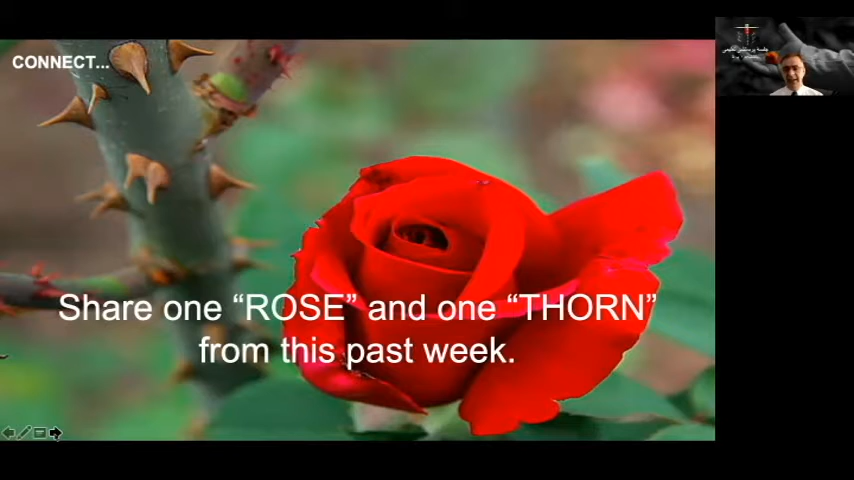 CONNECT...
Share one “ROSE” and one “THORN”
from this past week.